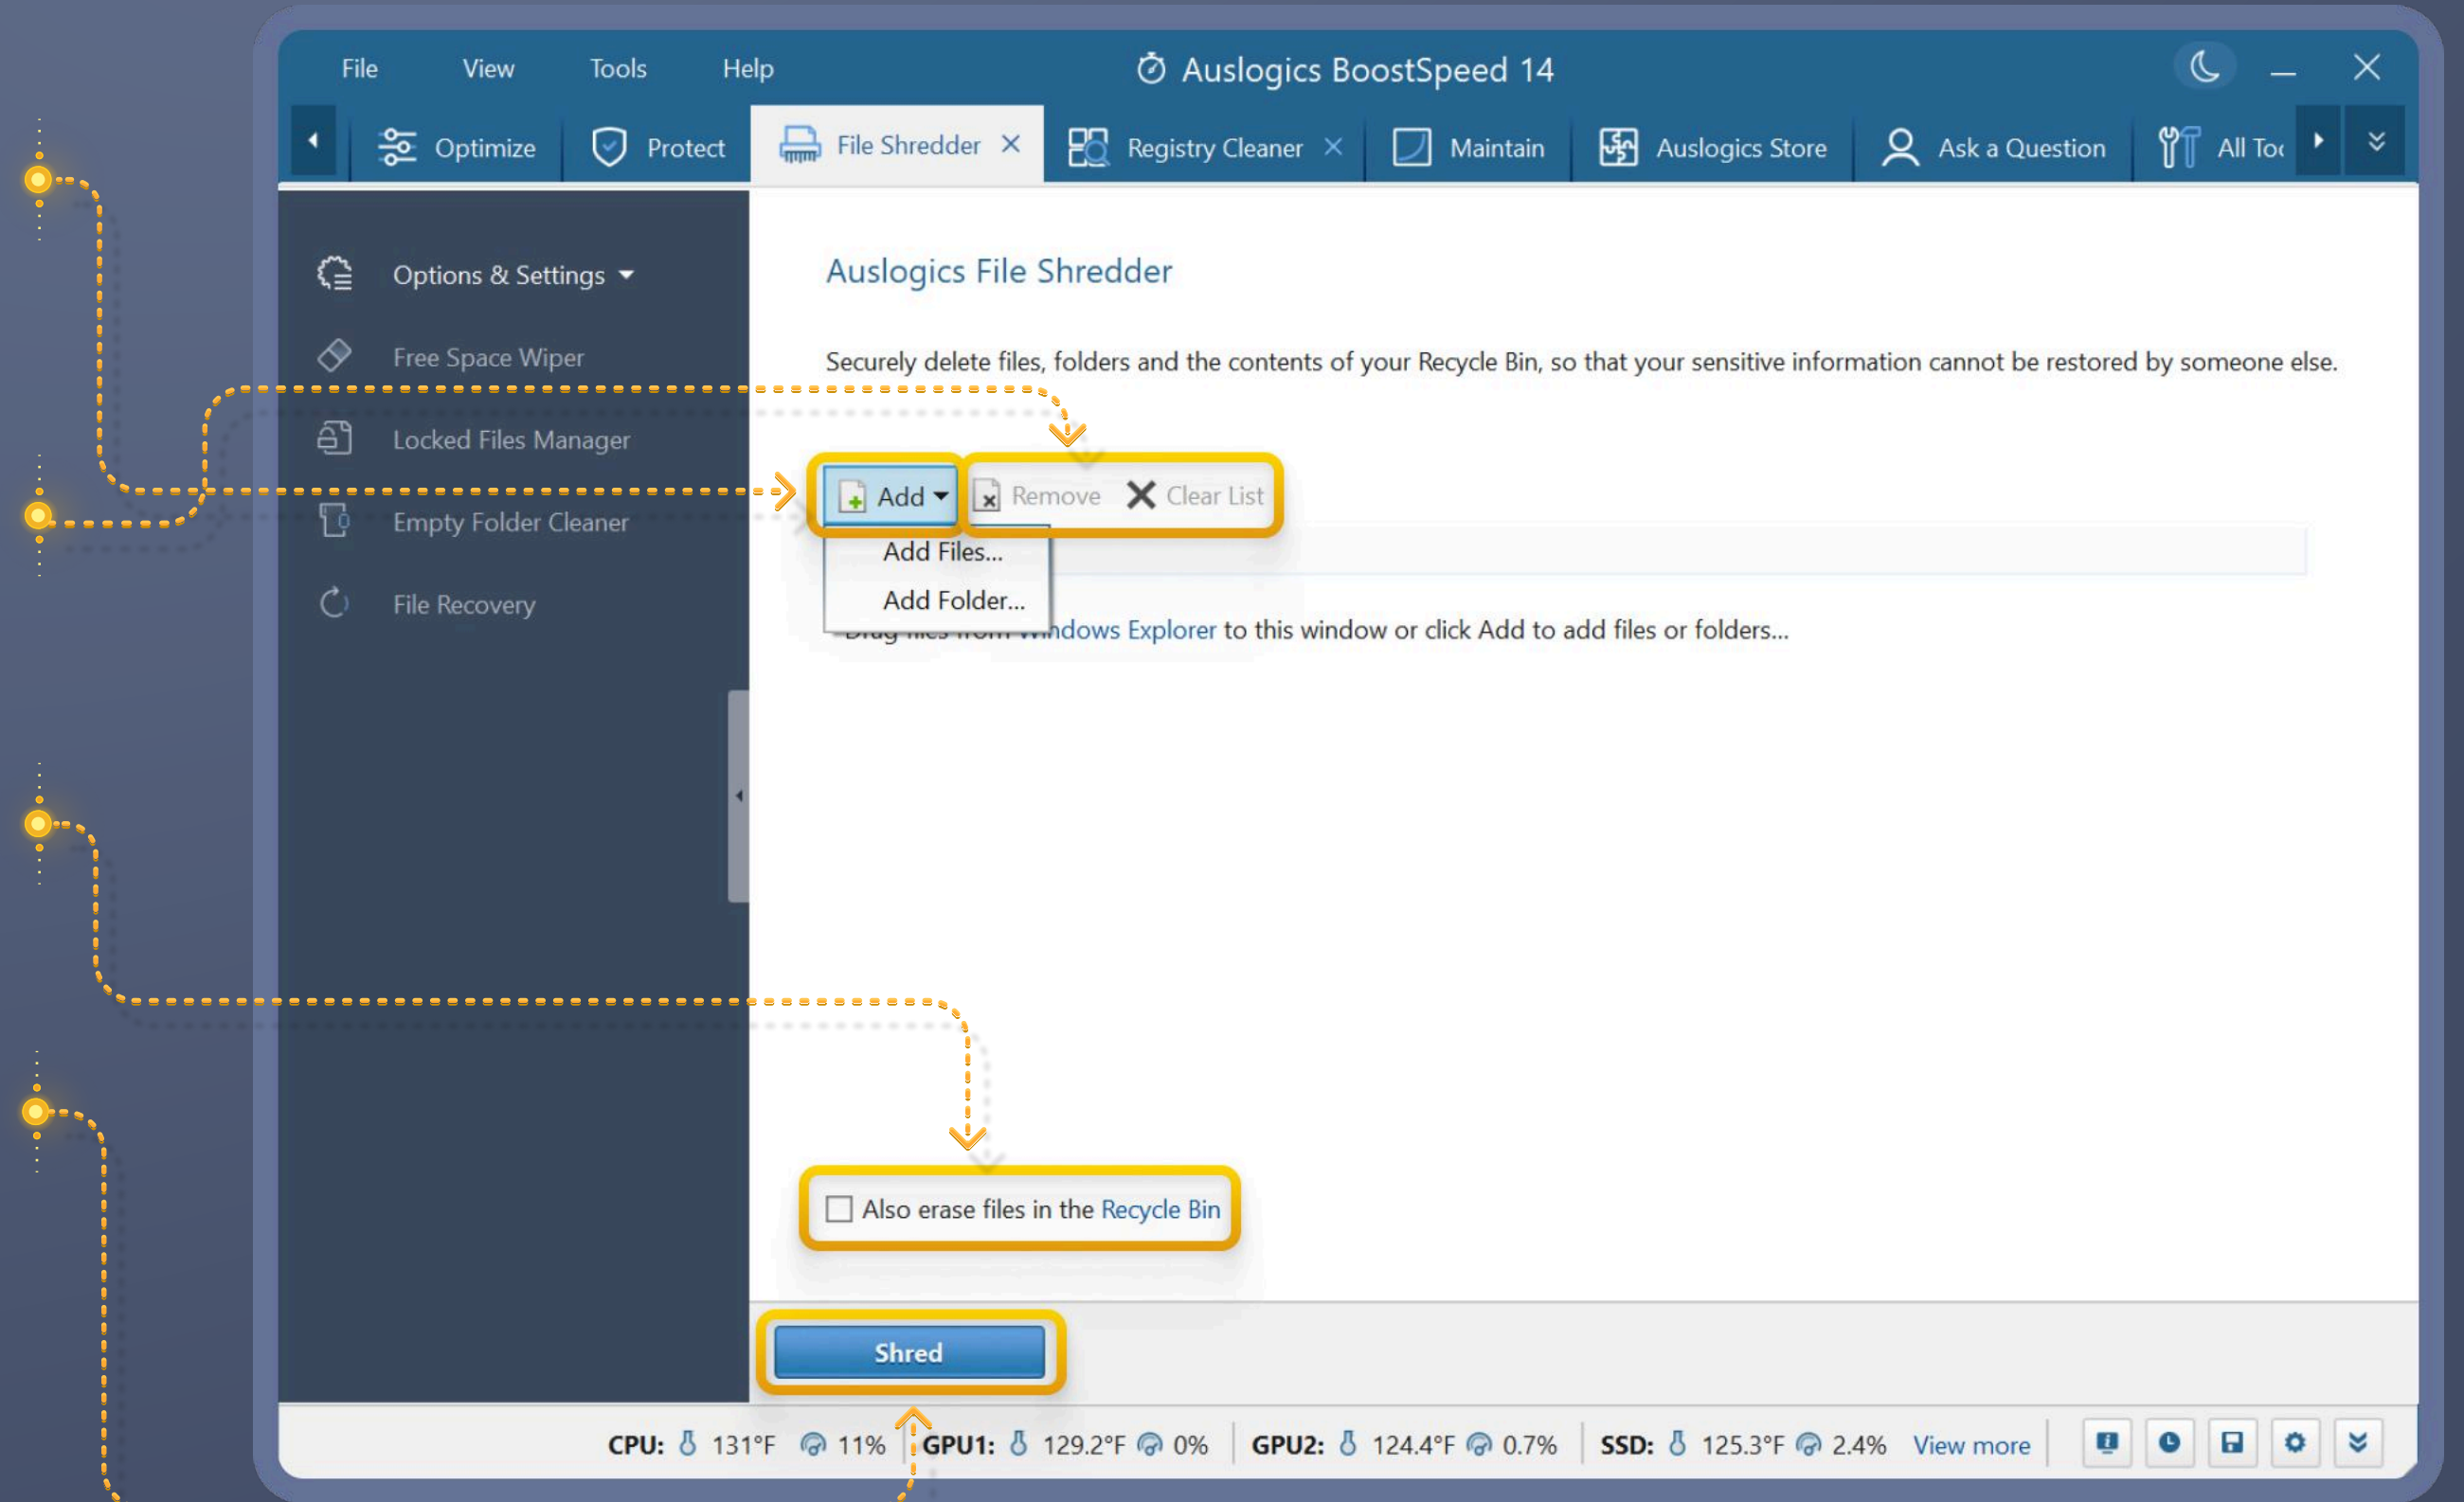 File View Tools Help Auslogics BoostSpeed 14
Optimize Protect File Shredder Registry Cleaner Maintain Auslogics Store Ask a Question All
Options & Settings
Free Space Wiper
Locked Files Manager
Empty Folder Cleaner
File Recovery
Auslogics File Shredder
Securely delete files, folders and the contents of your Recycle Bin, so that your sensitive information cannot be restored by someone else.
Add Remove Clear List
Add Files...
Add Folder...
Explorer to this window or click Add to add files or folders...
Also erase files in the Recycle Bin
Shred
CPU: 131°F 11% GPU1: 129.2°F 0% GPU2: 124.4°F 0.7% SSD: 125.3°F 2.4% View more